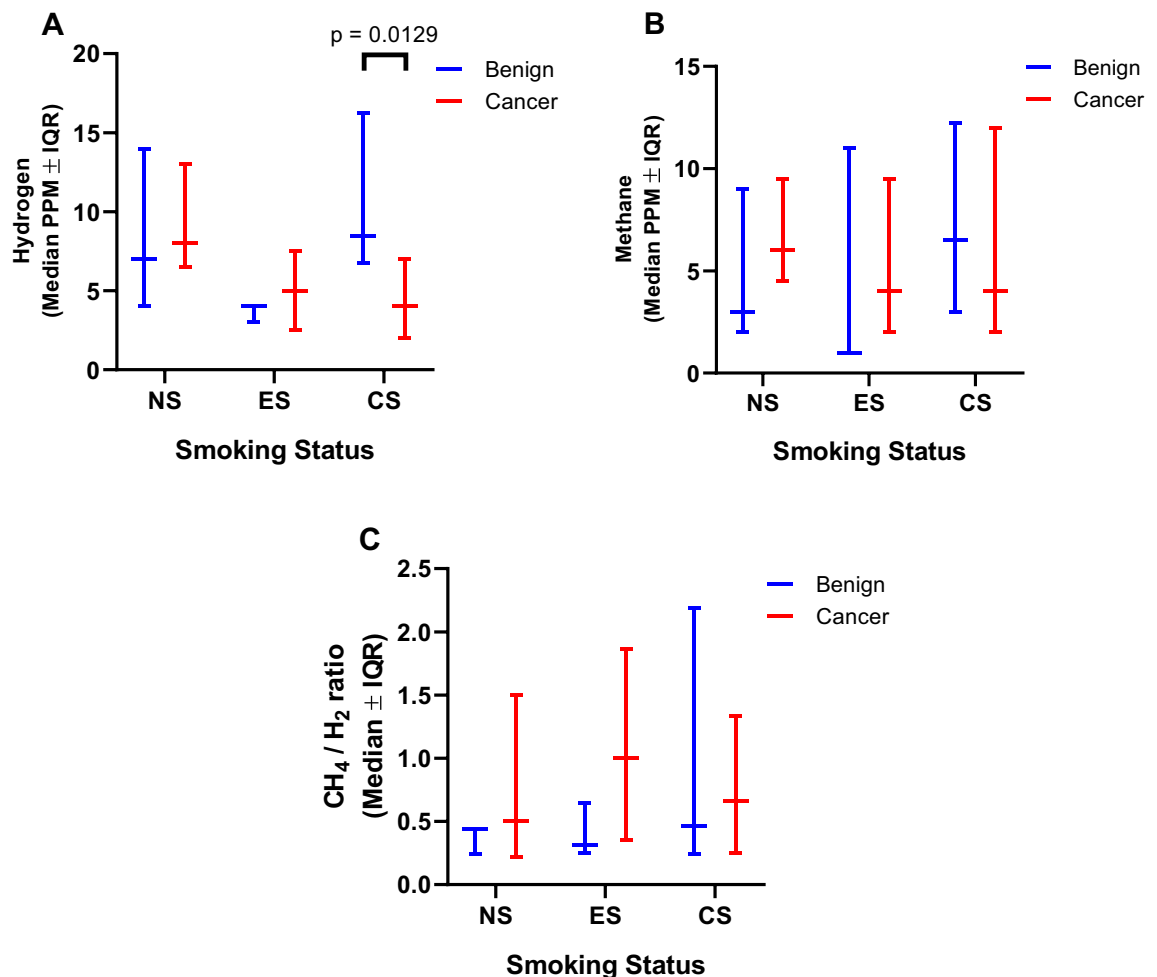 A
p = 0.0129
Hydrogen
(Median PPM ± IQR)
20
15
10
5
0
Benign
Cancer
NS ES CS
Smoking Status
B
Methane
(Median PPM ± IQR)
15
10
5
0
Benign
Cancer
NS ES CS
Smoking Status
C
CH₄ / H₂ ratio
(Median ± IQR)
2.5
2.0
1.5
1.0
0.5
0.0
Benign
Cancer
NS ES CS
Smoking Status